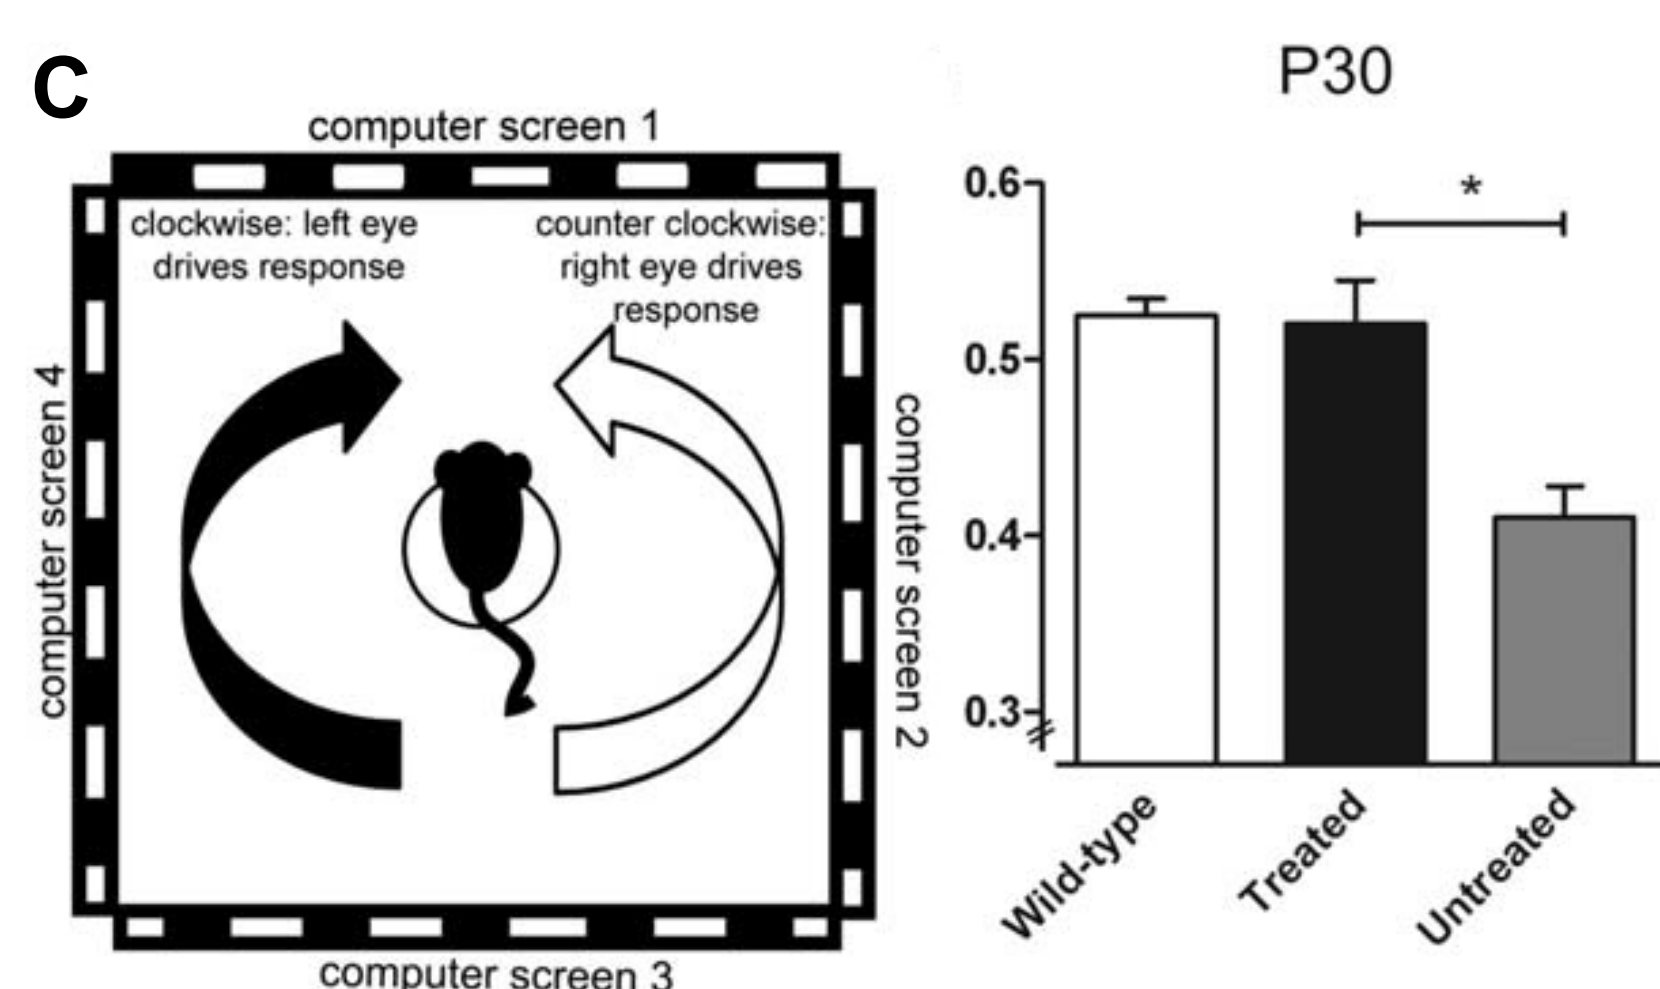 C
computer screen 1
clockwise: left eye
drives response
counter clockwise:
right eye drives
response
computer screen 4
computer screen 2
computer screen 3
P30
0.6
0.5
0.4
0.3
*
Wild-type
Treated
Untreated